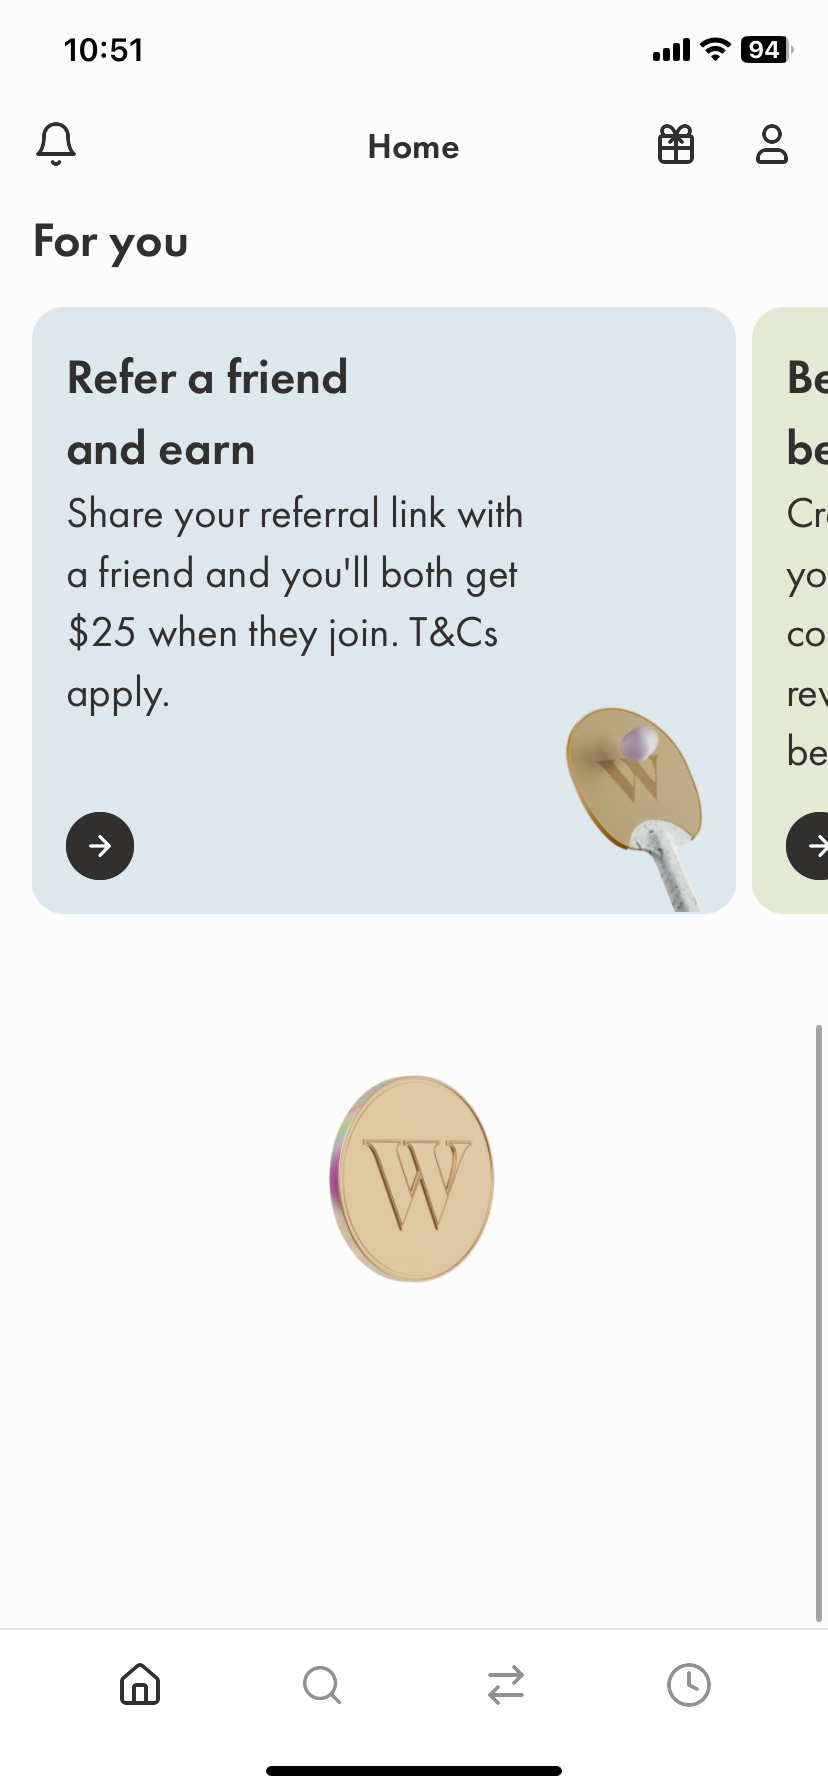 10:51
94
Home
For you
Refer a friend
and earn
Share your referral link with
a friend and you'll both get
$25 when they join. T&Cs
apply.
W
Be
be
Cr
yo
co
rev
be
W